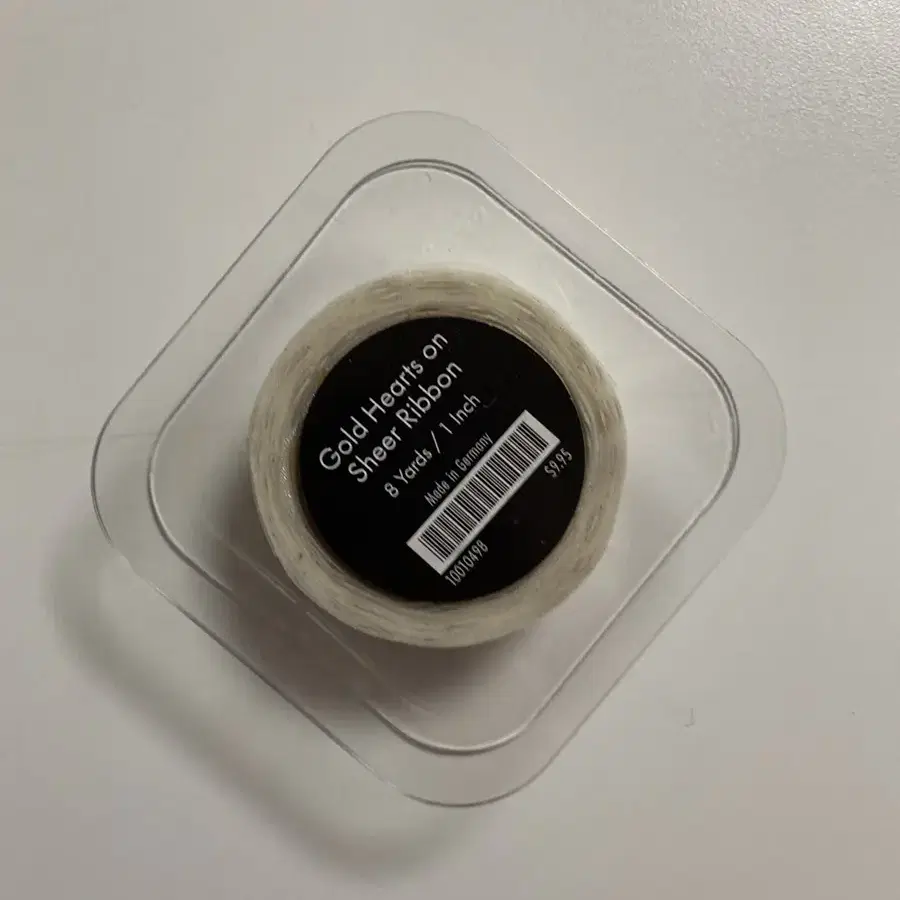 Gold Hearts on
Sheer Ribbon
8 Yards / 1 Inch
Made in Germany
$9.95
10010498